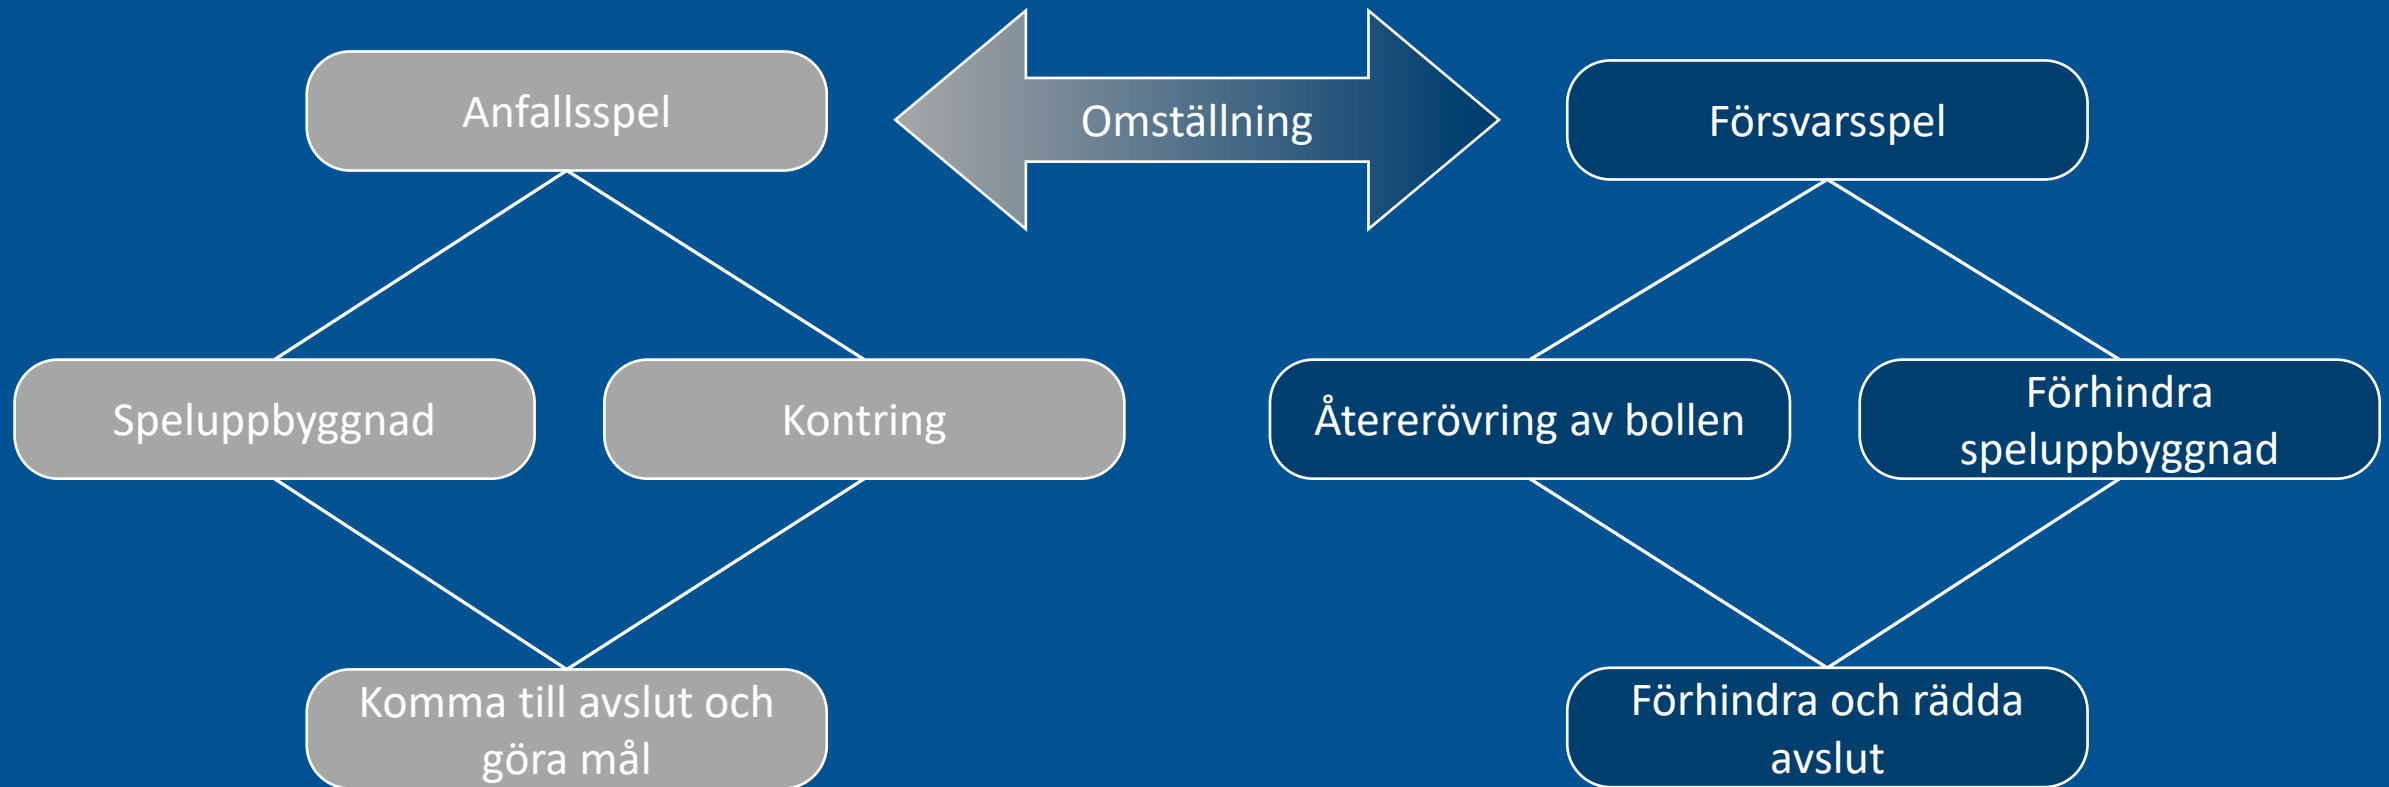 Anfallsspel
Omställning
Försvarsspel
Speluppbyggnad
Kontring
Återerövring av bollen
Förhindra
speluppbyggnad
Komma till avslut och
göra mål
Förhindra och rädda
avslut